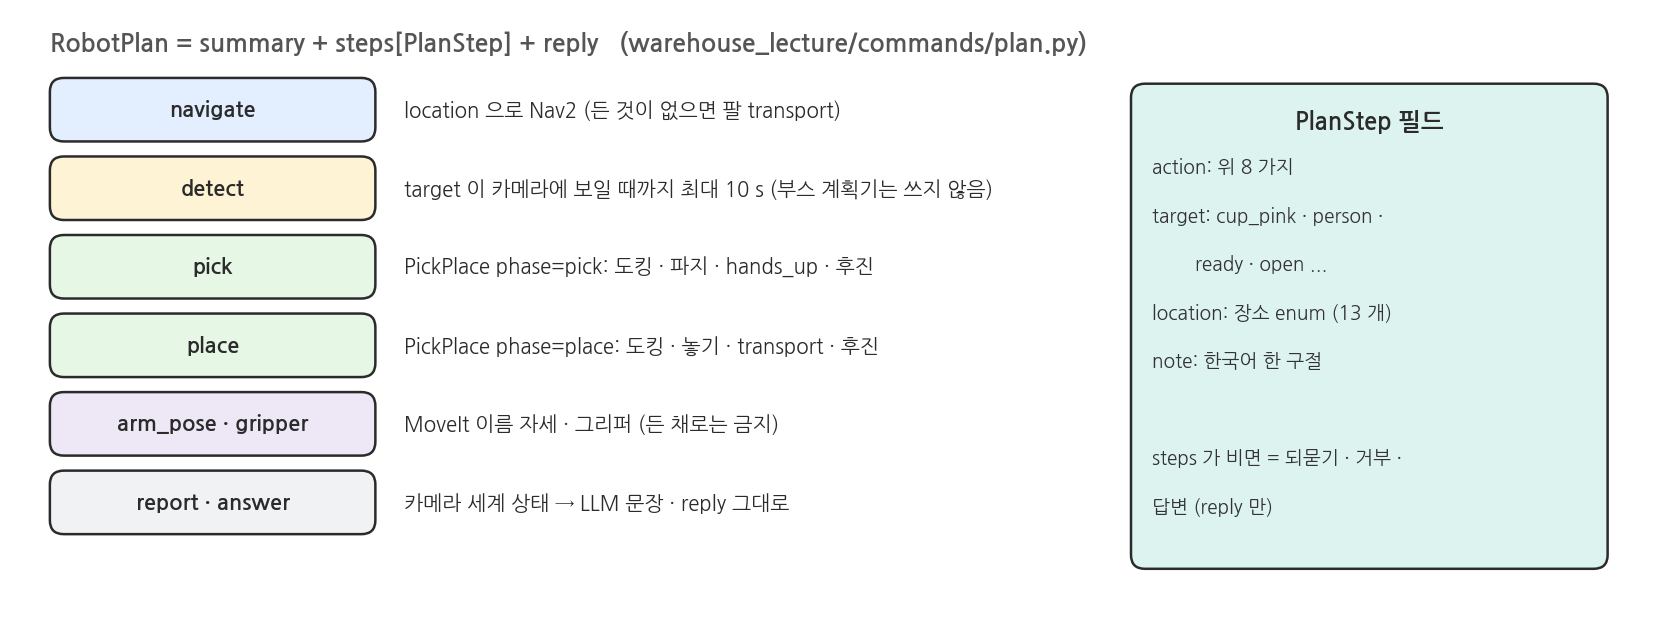 RobotPlan = summary + steps[PlanStep] + reply (warehouse_lecture/commands/plan.py)
navigate
location 으로 Nav2 (든 것이 없으면 팔 transport)
detect
target 이 카메라에 보일 때까지 최대 10 s (부스 계획기는 쓰지 않음)
pick
PickPlace phase=pick: 도킹 · 파지 · hands_up · 후진
place
PickPlace phase=place: 도킹 · 놓기 · transport · 후진
arm_pose · gripper
MoveIt 이름 자세 · 그리퍼 (든 채로는 금지)
report · answer
카메라 세계 상태 → LLM 문장 · reply 그대로
PlanStep 필드
action: 위 8 가지
target: cup_pink · person ·
ready · open ...
location: 장소 enum (13 개)
note: 한국어 한 구절
steps 가 비면 = 되묻기 · 거부 ·
답변 (reply 만)